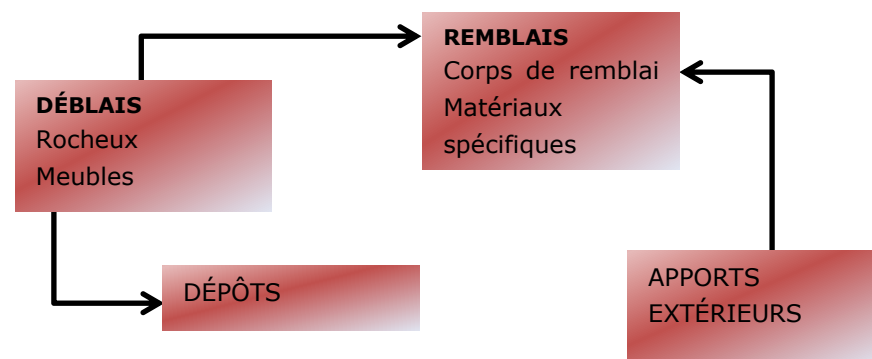 DÉBLAIS
Rocheux
Meubles
REMBLAIS
Corps de remblai
Matériaux
spécifiques
DÉPÔTS
APPORTS
EXTÉRIEURS